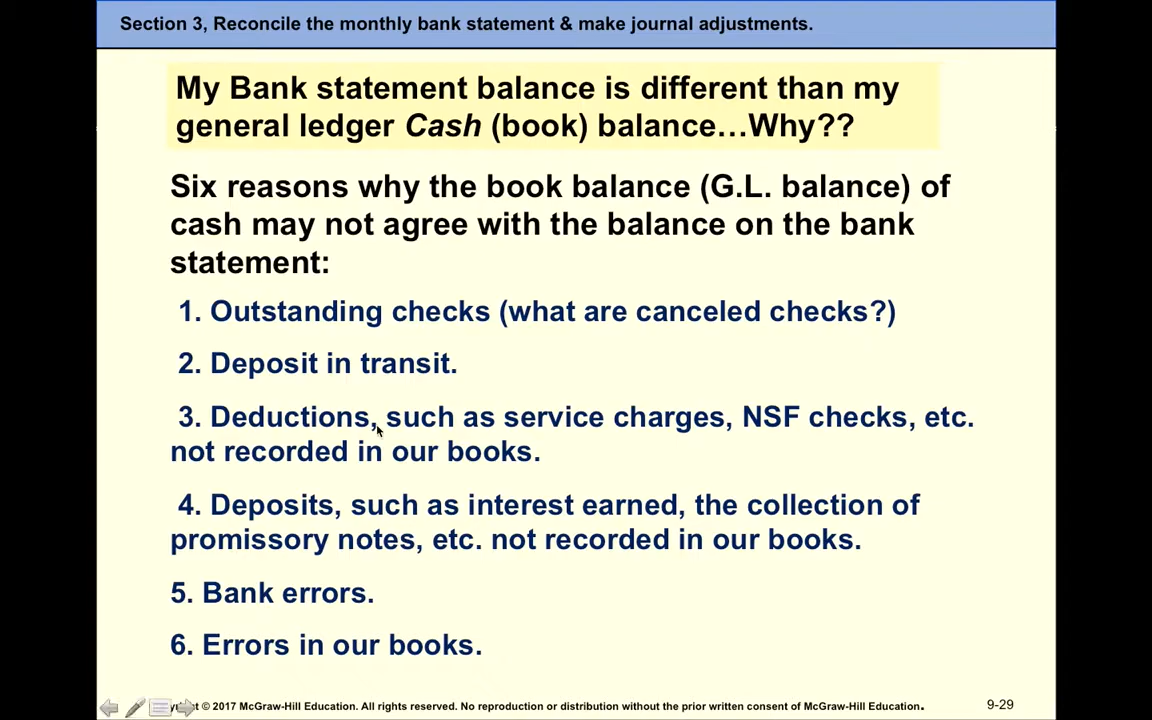 Section 3, Reconcile the monthly bank statement & make journal adjustments.
My Bank statement balance is different than my
general ledger Cash (book) balance…Why??
Six reasons why the book balance (G.L. balance) of
cash may not agree with the balance on the bank
statement:
1. Outstanding checks (what are canceled checks?)
2. Deposit in transit.
3. Deductions, such as service charges, NSF checks, etc.
not recorded in our books.
4. Deposits, such as interest earned, the collection of
promissory notes, etc. not recorded in our books.
5. Bank errors.
6. Errors in our books.
© 2017 McGraw-Hill Education. All rights reserved. No reproduction or distribution without the prior written consent of McGraw-Hill Education.
9-29